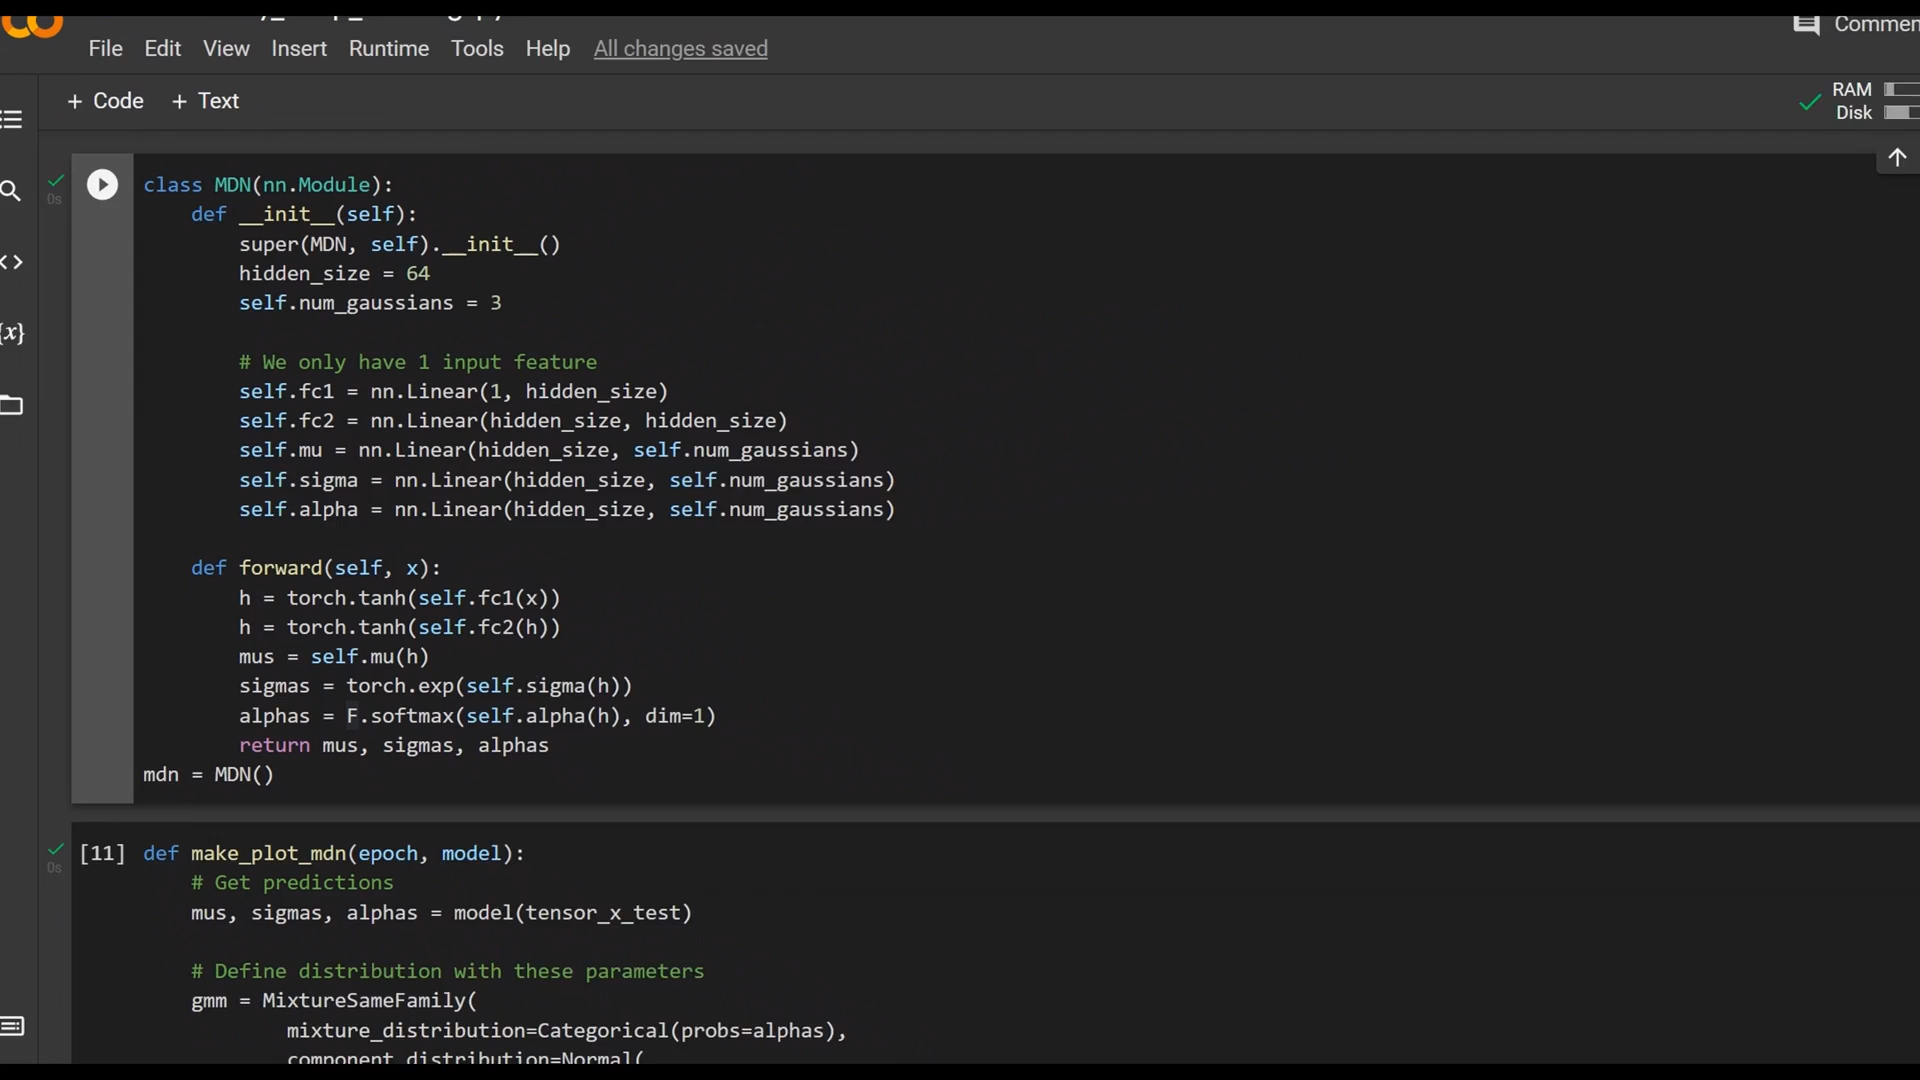 Commen
File Edit View Insert Runtime Tools Help All changes saved
+ Code + Text
RAM
Disk
0s
class MDN(nn.Module):
    def __init__(self):
        super(MDN, self).__init__()
        hidden_size = 64
        self.num_gaussians = 3
        # We only have 1 input feature
        self.fc1 = nn.Linear(1, hidden_size)
        self.fc2 = nn.Linear(hidden_size, hidden_size)
        self.mu = nn.Linear(hidden_size, self.num_gaussians)
        self.sigma = nn.Linear(hidden_size, self.num_gaussians)
        self.alpha = nn.Linear(hidden_size, self.num_gaussians)
    def forward(self, x):
        h = torch.tanh(self.fc1(x))
        h = torch.tanh(self.fc2(h))
        mus = self.mu(h)
        sigmas = torch.exp(self.sigma(h))
        alphas = F.softmax(self.alpha(h), dim=1)
        return mus, sigmas, alphas
mdn = MDN()
0s
[11] def make_plot_mdn(epoch, model):
    # Get predictions
    mus, sigmas, alphas = model(tensor_x_test)
    # Define distribution with these parameters
    gmm = MixtureSameFamily(
            mixture_distribution=Categorical(probs=alphas),
            component_distribution=Normal(